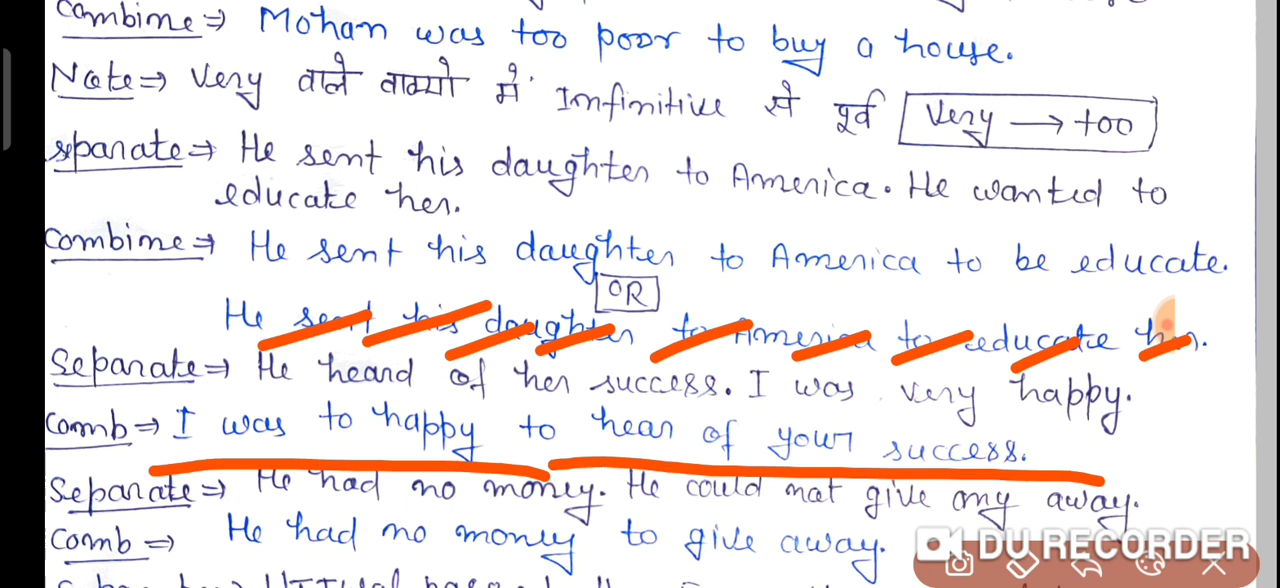 Combine ⇒ Mohan was too poor to buy a house.
Note ⇒ Very वाले वाक्यो में Infinitive से पूर्व Very → too
separate ⇒ He sent his daughter to America. He wanted to
educate her.
Combine ⇒ He sent his daughter to America to be educate.
OR
He sent his daughter to America to educate her.
Separate ⇒ He heard of her success. I was very happy.
Comb ⇒ I was to happy to hear of your success.
Separate ⇒ He had no money. He could not give any away.
Comb ⇒ He had no money to give away.
DU RECORDER